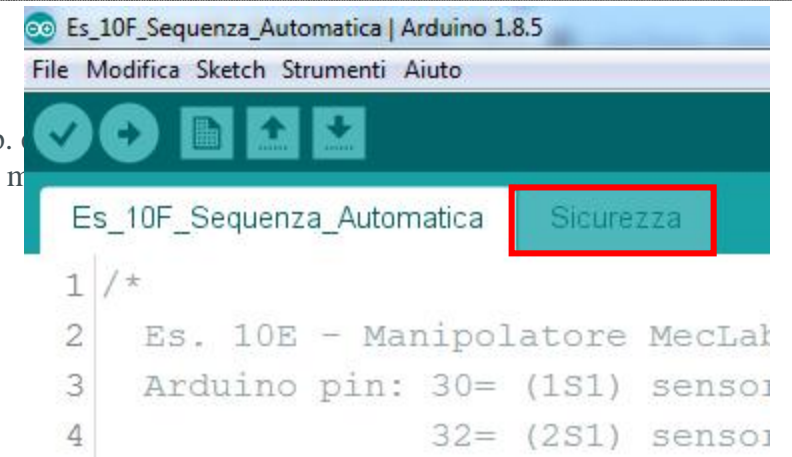 Es_10F_Sequenza_Automatica | Arduino 1.8.5
File Modifica Sketch Strumenti Aiuto
Es_10F_Sequenza_Automatica Sicurezza
1 /*
2 Es. 10E - Manipolatore MecLab
3 Arduino pin: 30= (1S1) sensor
4 32= (2S1) sensor